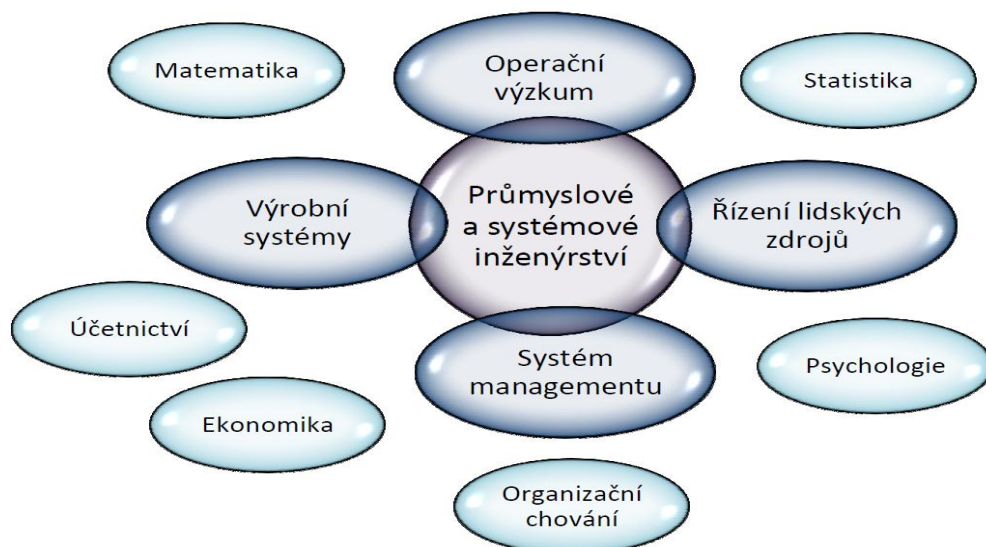 Matematika
Operační
výzkum
Statistika
Výrobní
systémy
Průmyslové
a systémové
inženýrství
Řízení lidských
zdrojů
Účetnictví
Systém
managementu
Psychologie
Ekonomika
Organizační
chování